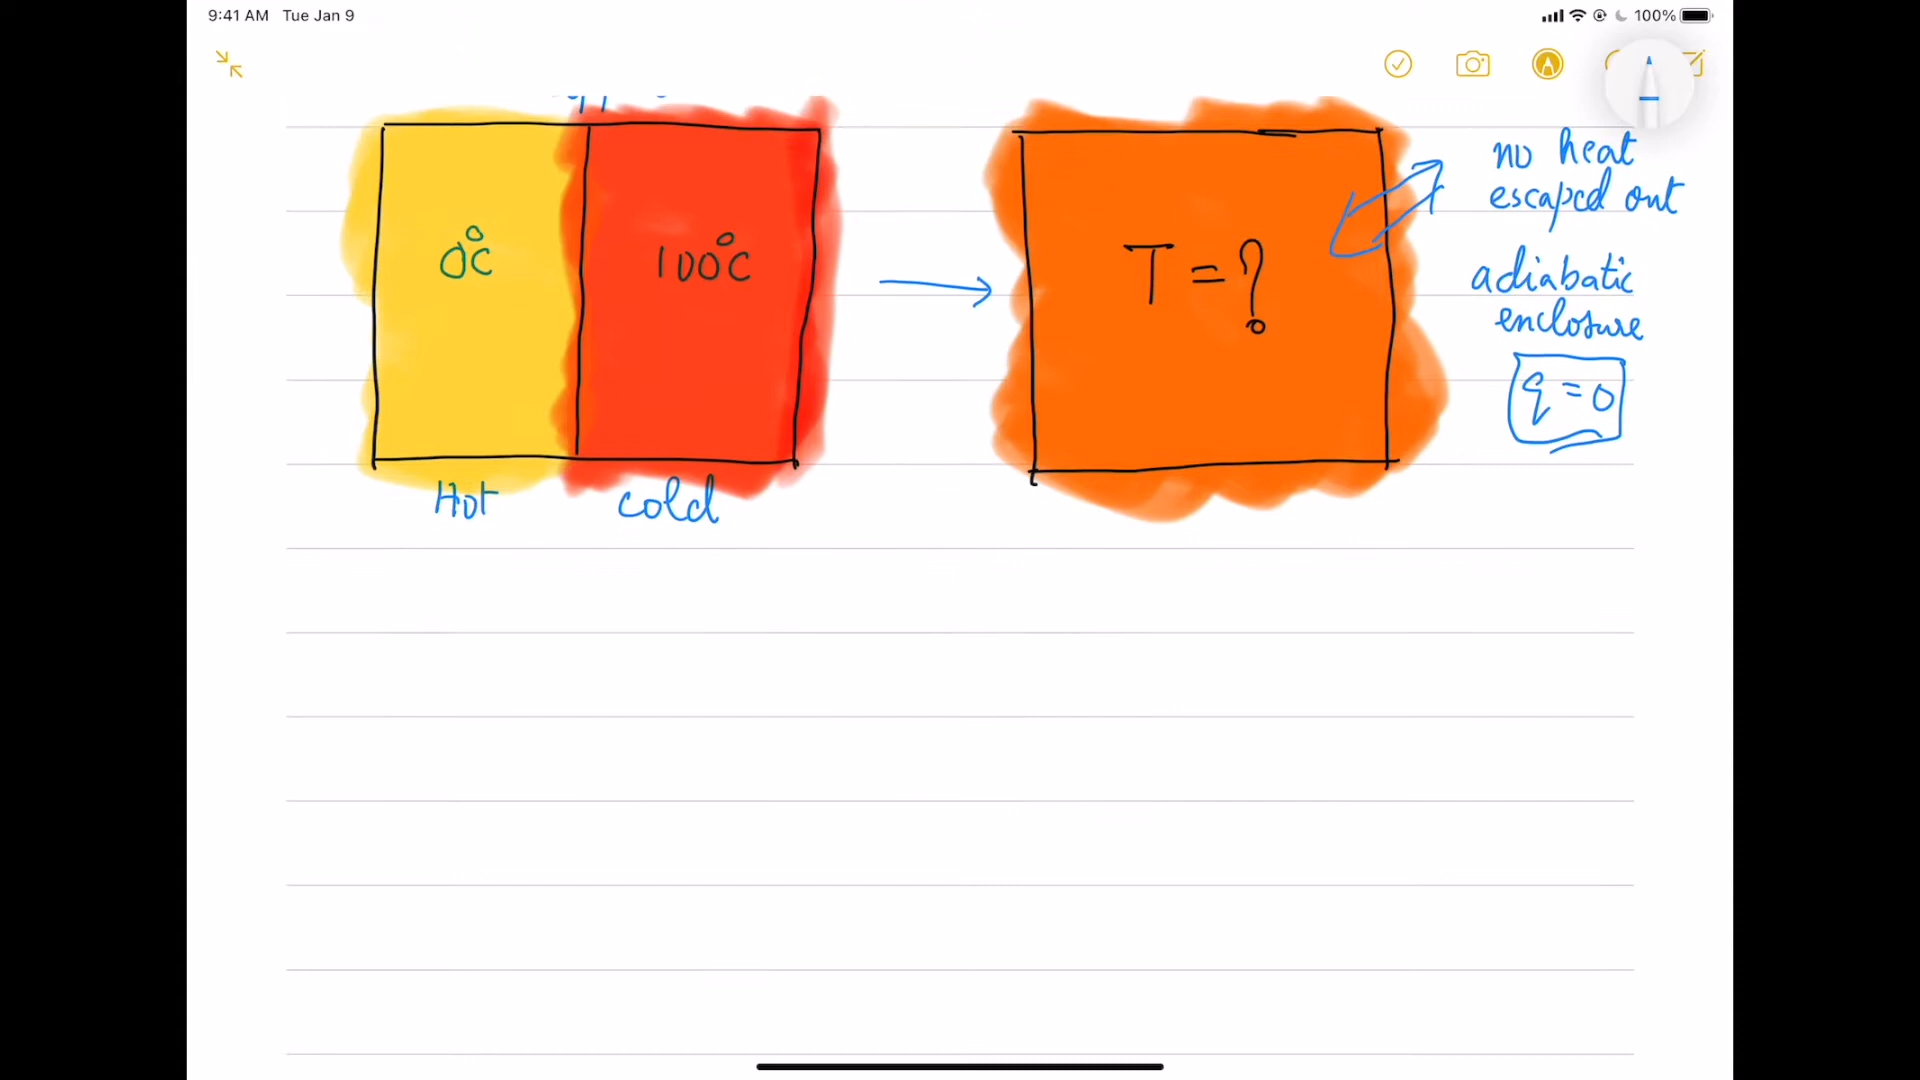 9:41 AM Tue Jan 9
100%
0°C
100°C
T = ?
no heat
escaped out
adiabatic
enclosure
q = 0
Hot
cold